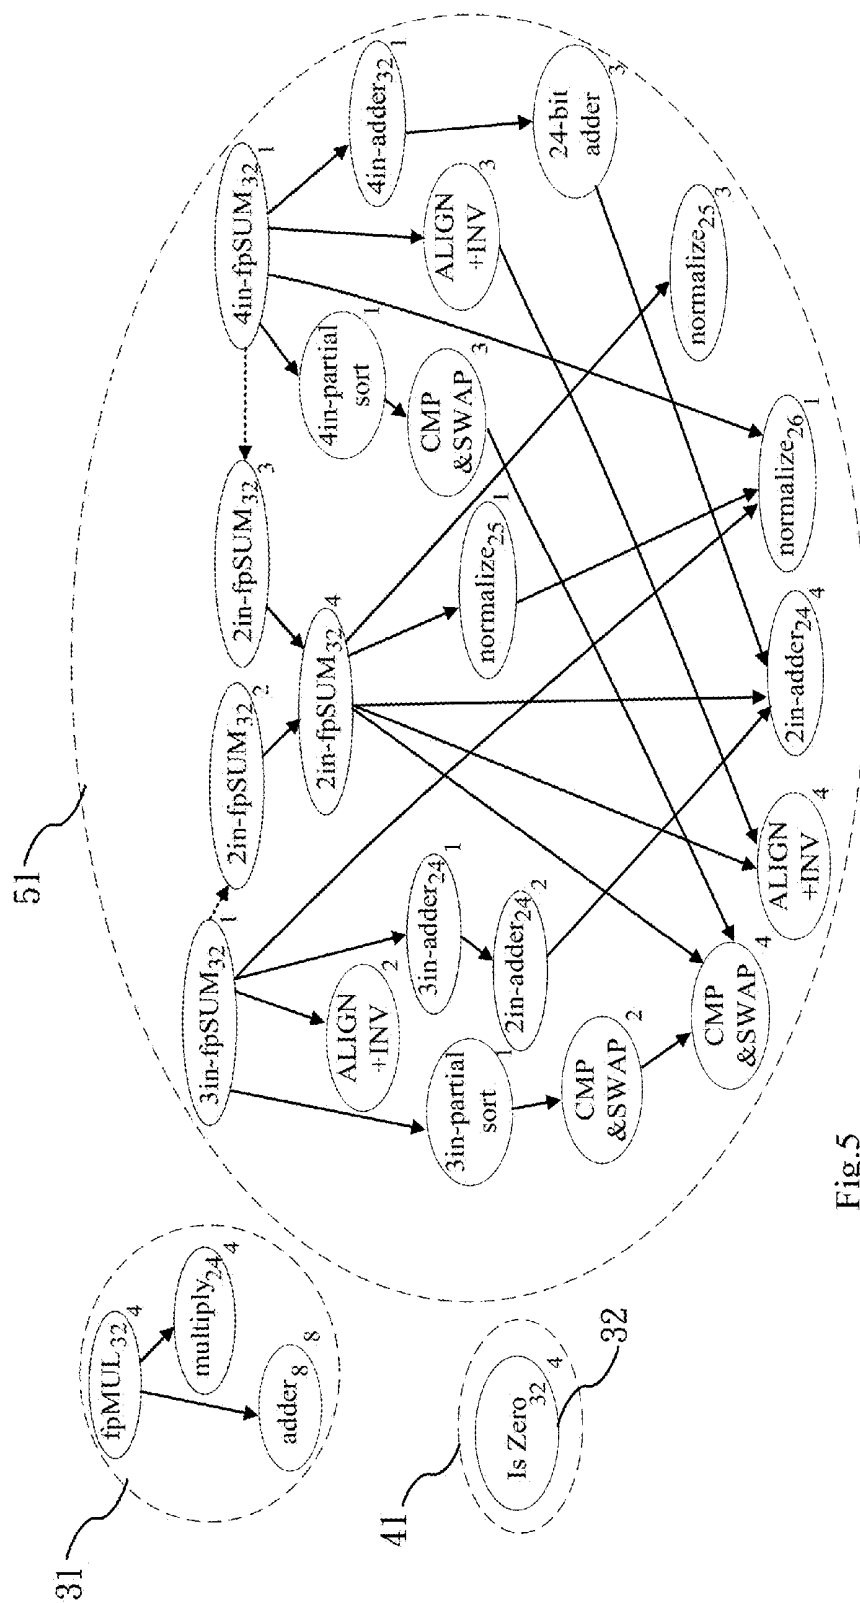 51
31
41
32
fpMUL32 4
multiply24 4
adder8 8
Is Zero32 4
3in-fpSUM32 1
2in-fpSUM32 2
2in-fpSUM32 3
4in-fpSUM32 1
2in-fpSUM32 4
ALIGN
+INV 2
3in-adder24 1
2in-adder24 2
3in-partial
sort 1
CMP
&SWAP 2
CMP
&SWAP 4
ALIGN
+INV 4
2in-adder24 4
normalize26 1
normalize25 1
normalize25 3
4in-partial
sort 1
CMP
&SWAP 3
ALIGN
+INV 3
4in-adder32 1
24-bit
adder 3
Fig.5